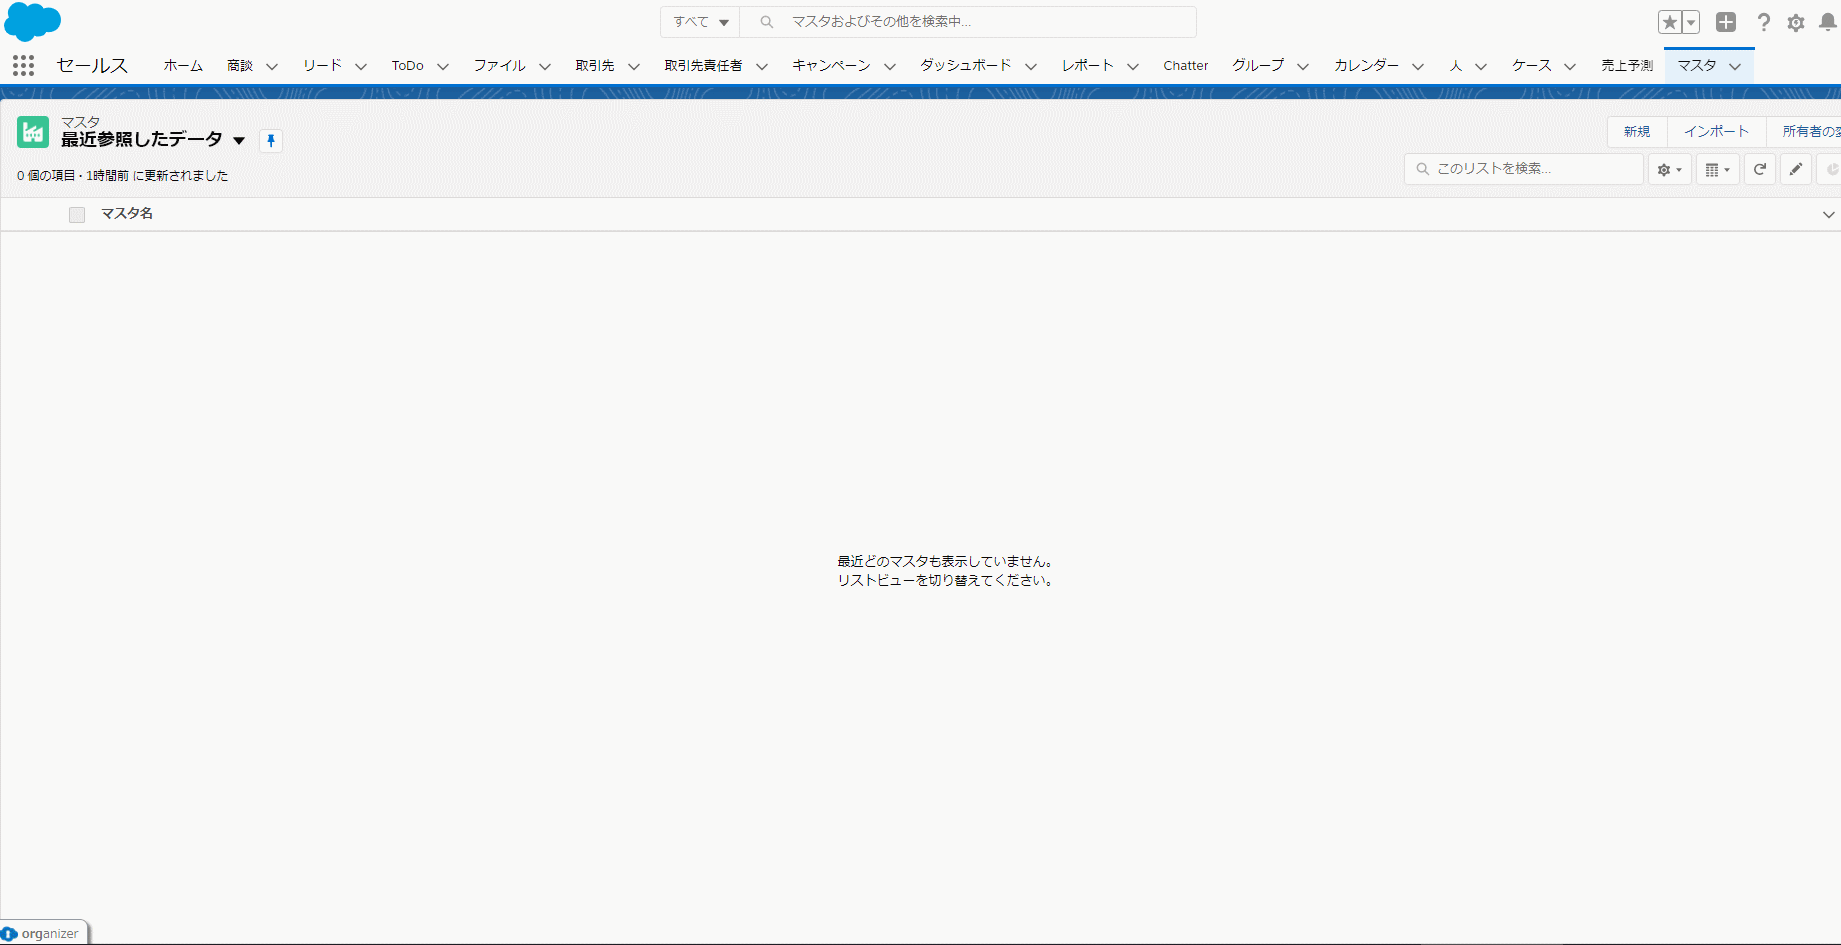 すべて
マスタおよびその他を検索中...
セールス ホーム 商談 リード ToDo ファイル 取引先 取引先責任者 キャンペーン ダッシュボード レポート Chatter グループ カレンダー 人 ケース 売上予測 マスタ
マスタ
最近参照したデータ
新規 インポート 所有者の変
0 個の項目・1時間前 に更新されました
このリストを検索...
マスタ名
最近どのマスタも表示していません。
リストビューを切り替えてください。
organizer